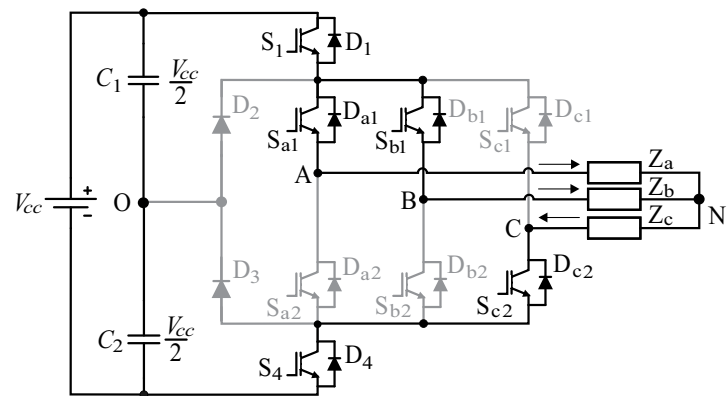 S1 D1
C1 Vcc/2
D2 Da1 Db1 Dc1
Sa1 Sb1 Sc1
A Za
Vcc + - O B Zb N
C Zc
D3 Da2 Db2 Dc2
Sa2 Sb2 Sc2
C2 Vcc/2
S4 D4